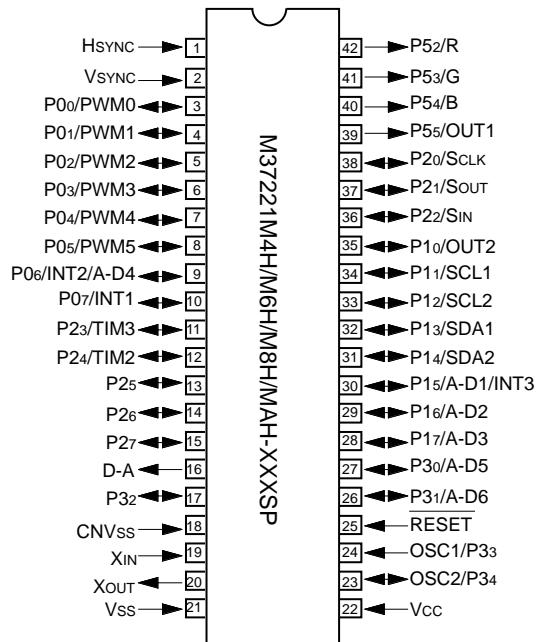 HSYNC 1 42 P52/R
VSYNC 2 41 P53/G
P00/PWM0 3 40 P54/B
P01/PWM1 4 39 P55/OUT1
P02/PWM2 5 38 P20/SCLK
P03/PWM3 6 37 P21/SOUT
P04/PWM4 7 36 P22/SIN
P05/PWM5 8 35 P10/OUT2
P06/INT2/A-D4 9 34 P11/SCL1
P07/INT1 10 33 P12/SCL2
P23/TIM3 11 32 P13/SDA1
P24/TIM2 12 31 P14/SDA2
P25 13 30 P15/A-D1/INT3
P26 14 29 P16/A-D2
P27 15 28 P17/A-D3
D-A 16 27 P30/A-D5
P32 17 26 P31/A-D6
CNVSS 18 25 RESET
XIN 19 24 OSC1/P33
XOUT 20 23 OSC2/P34
VSS 21 22 VCC
M37221M4H/M6H/M8H/MAH-XXXSP